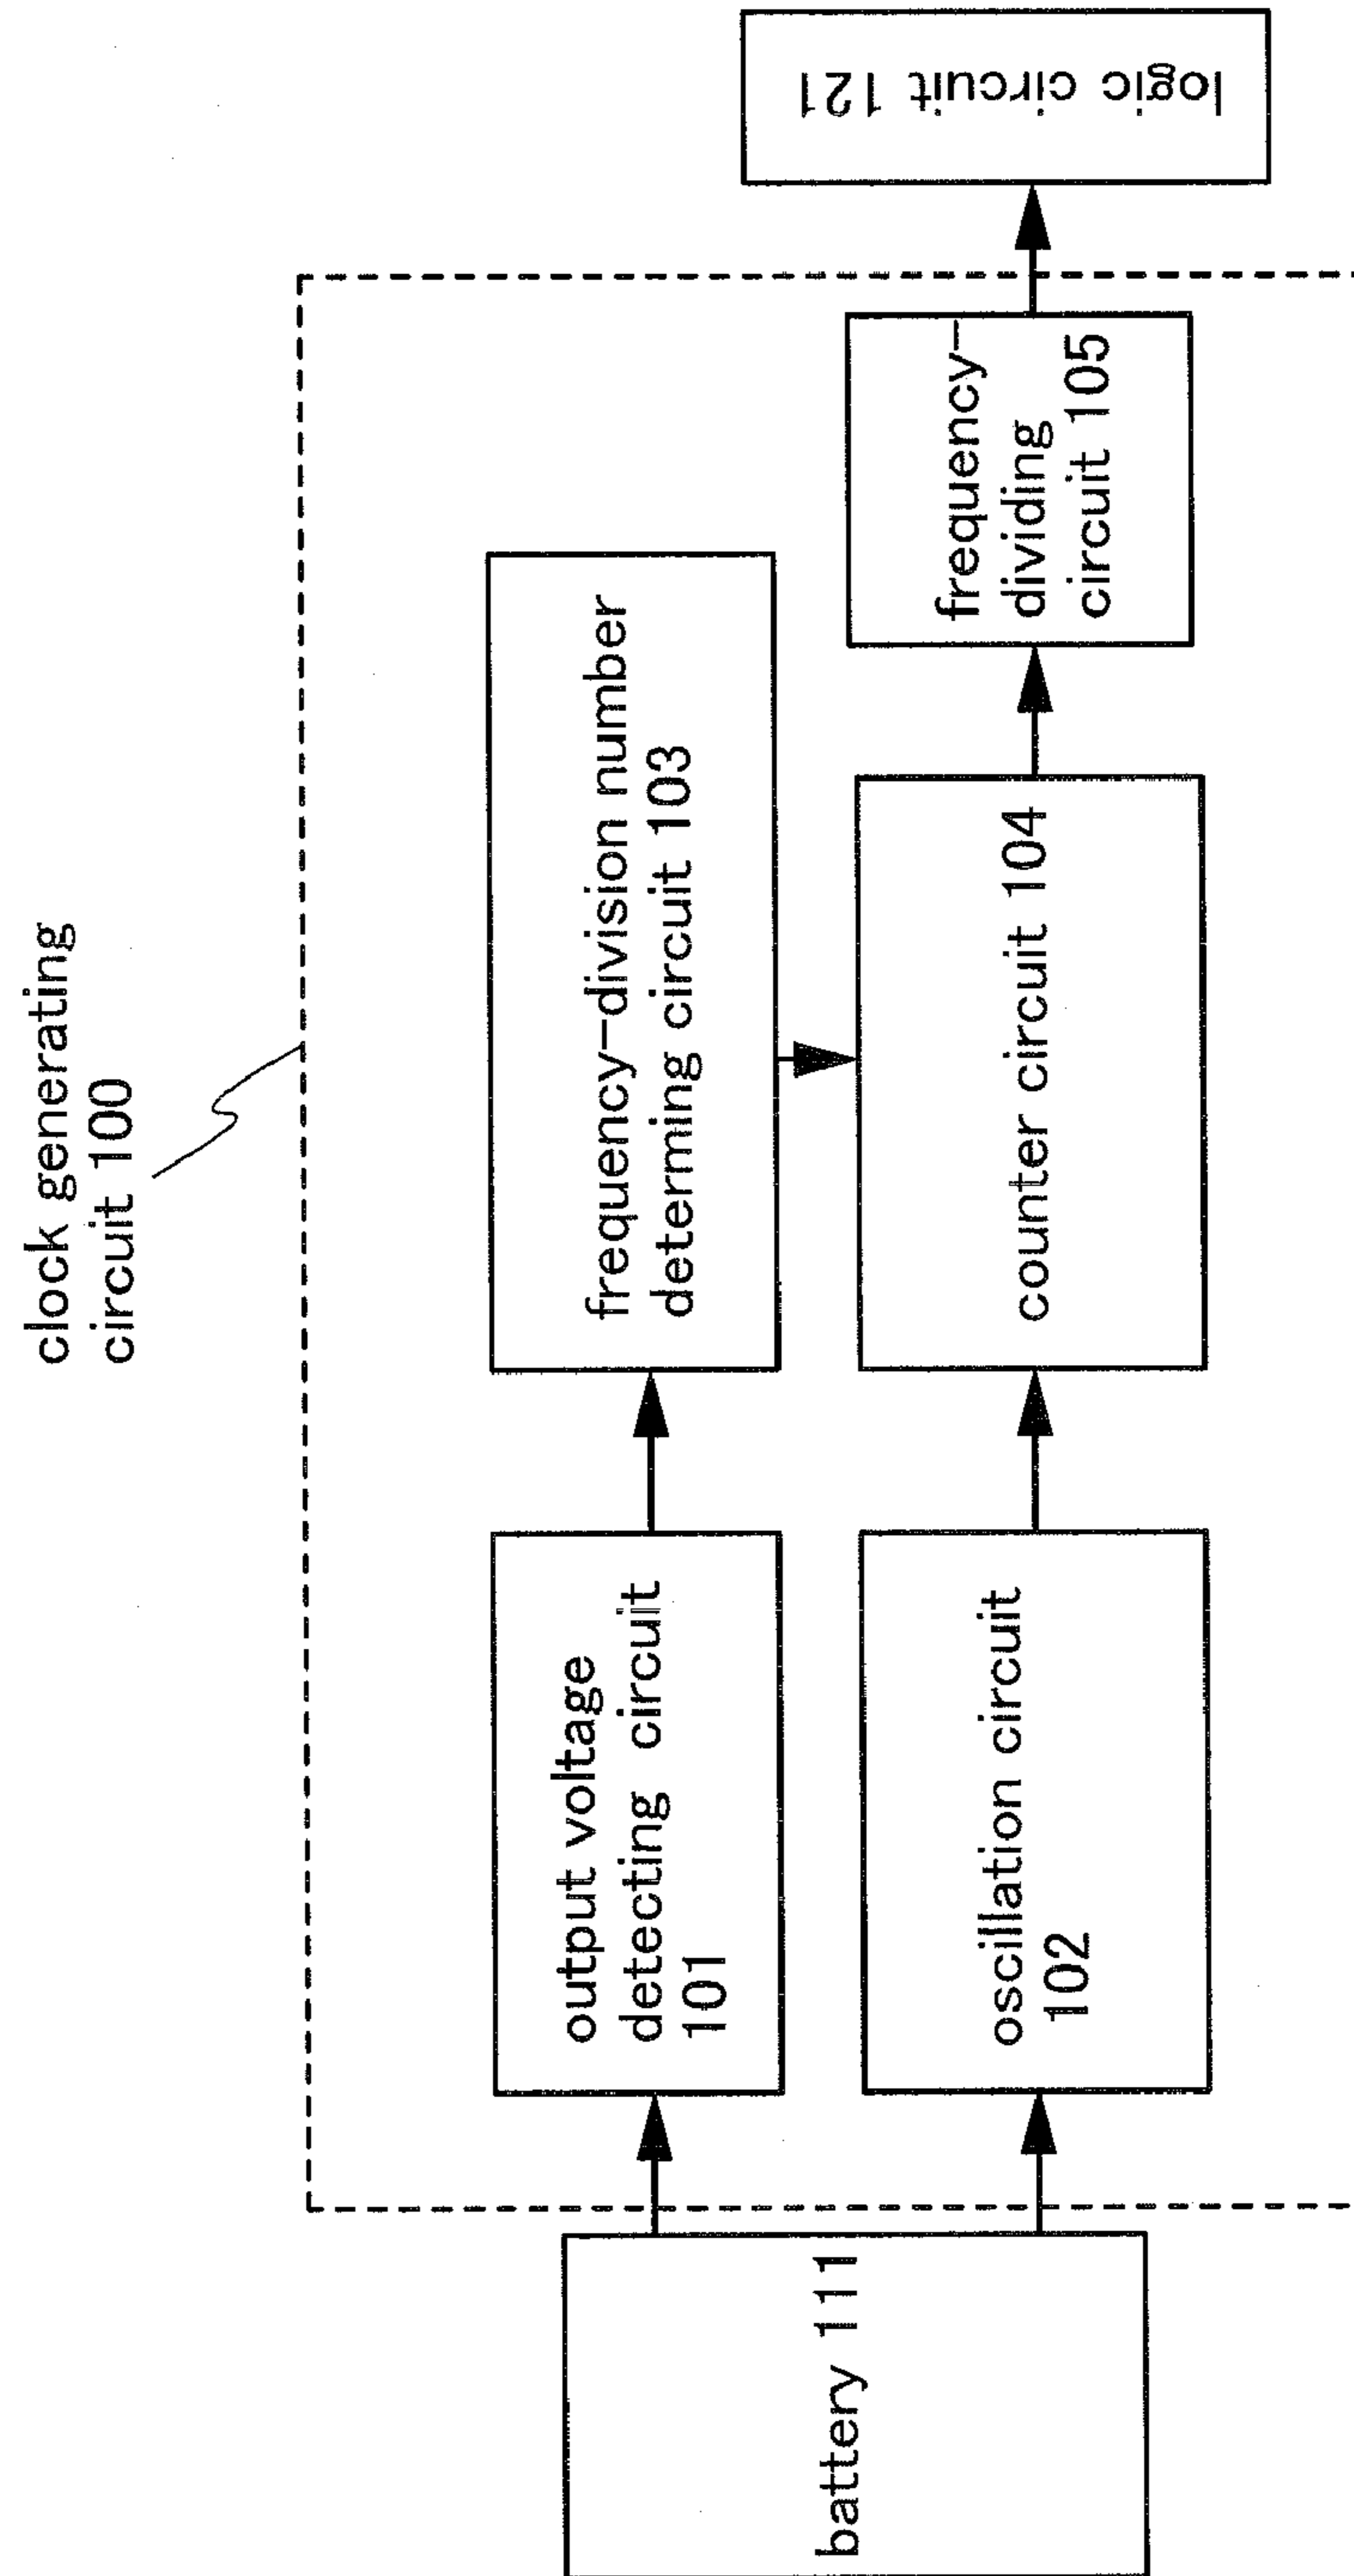 clock generating
circuit 100
battery 111
output voltage
detecting circuit
101
frequency-division number
determing circuit 103
oscillation circuit
102
counter circuit 104
frequency-
dividing
circuit 105
logic circuit 121